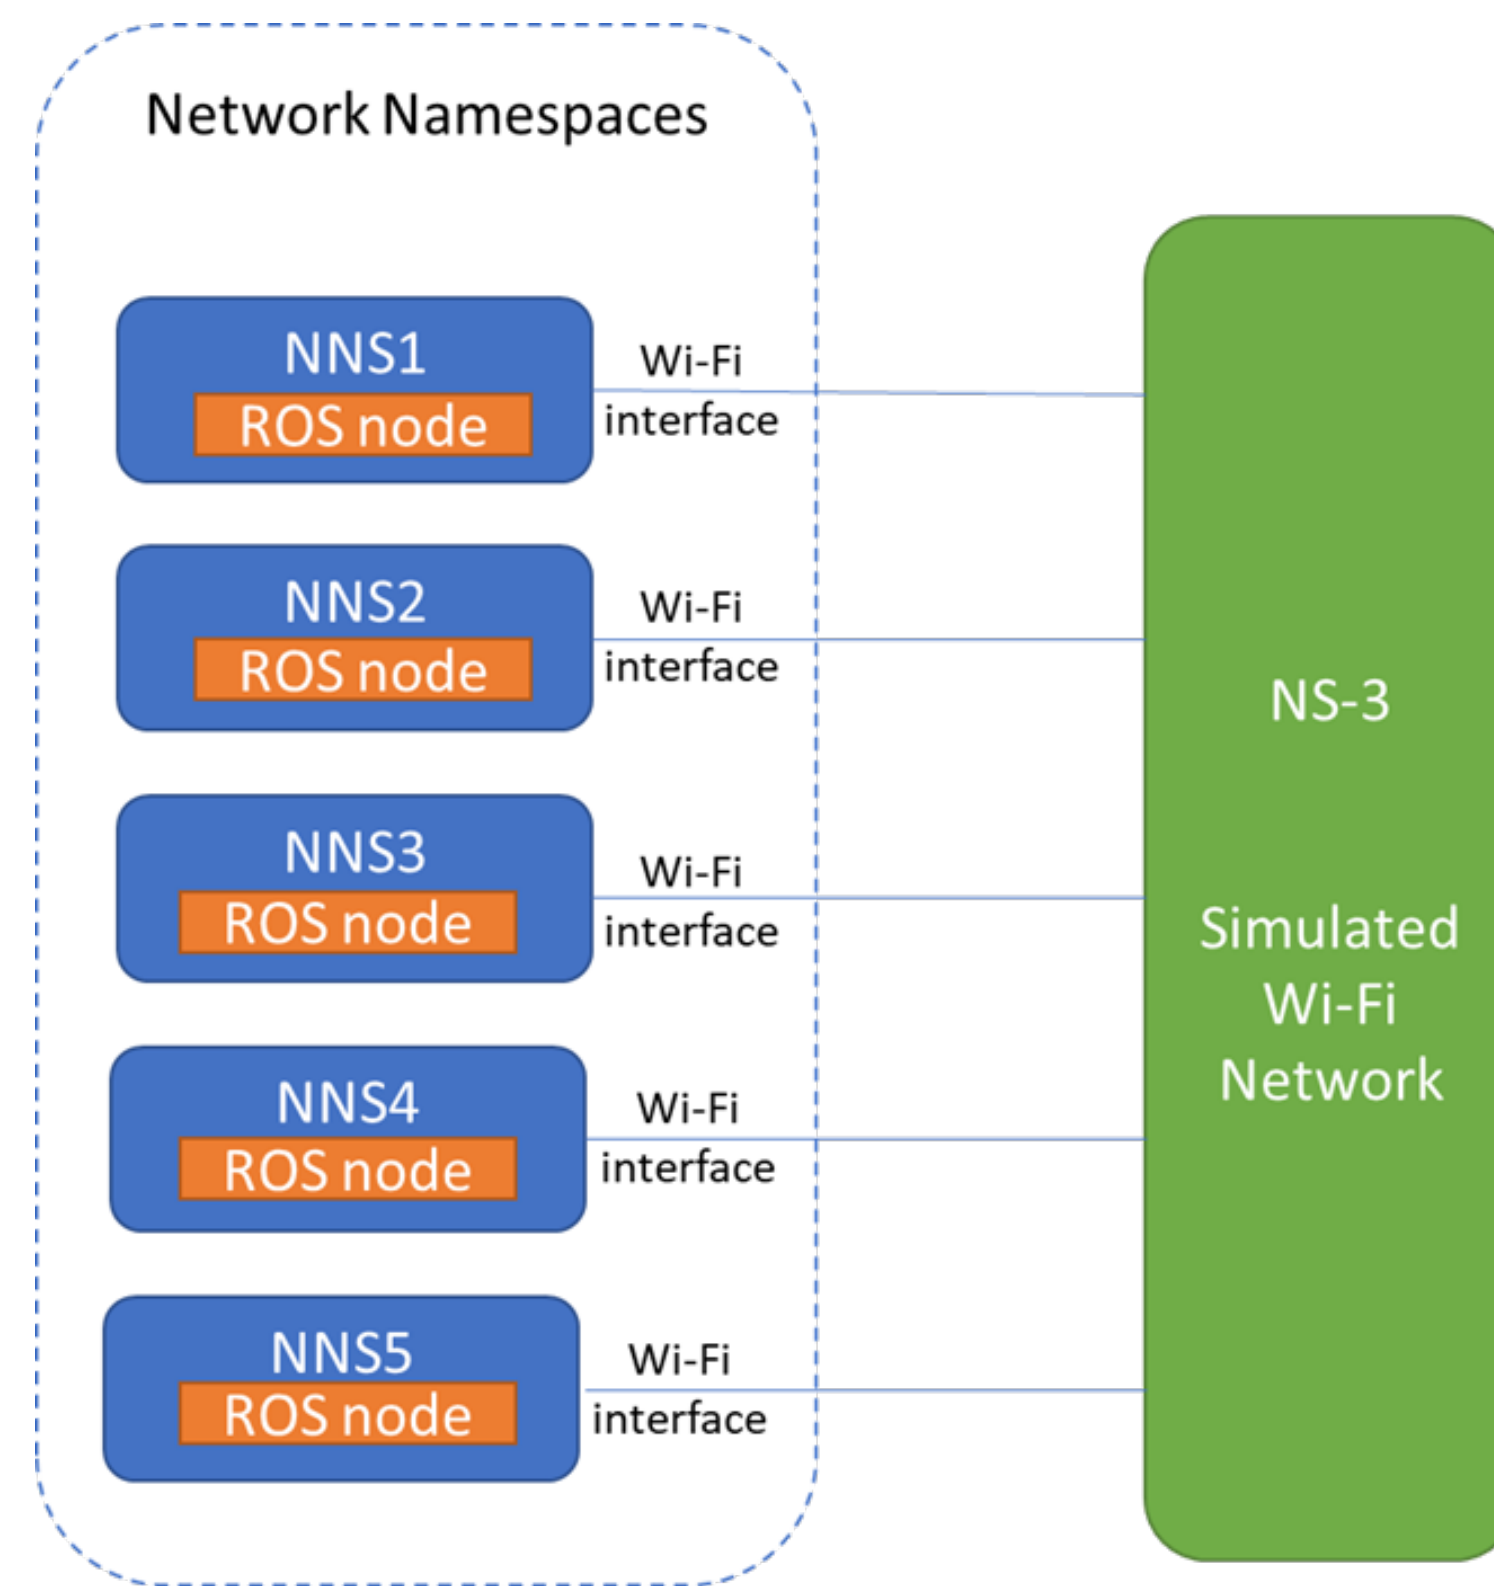 Network Namespaces
NNS1
ROS node
Wi-Fi
interface
NNS2
ROS node
Wi-Fi
interface
NNS3
ROS node
Wi-Fi
interface
NNS4
ROS node
Wi-Fi
interface
NNS5
ROS node
Wi-Fi
interface
NS-3
Simulated
Wi-Fi
Network